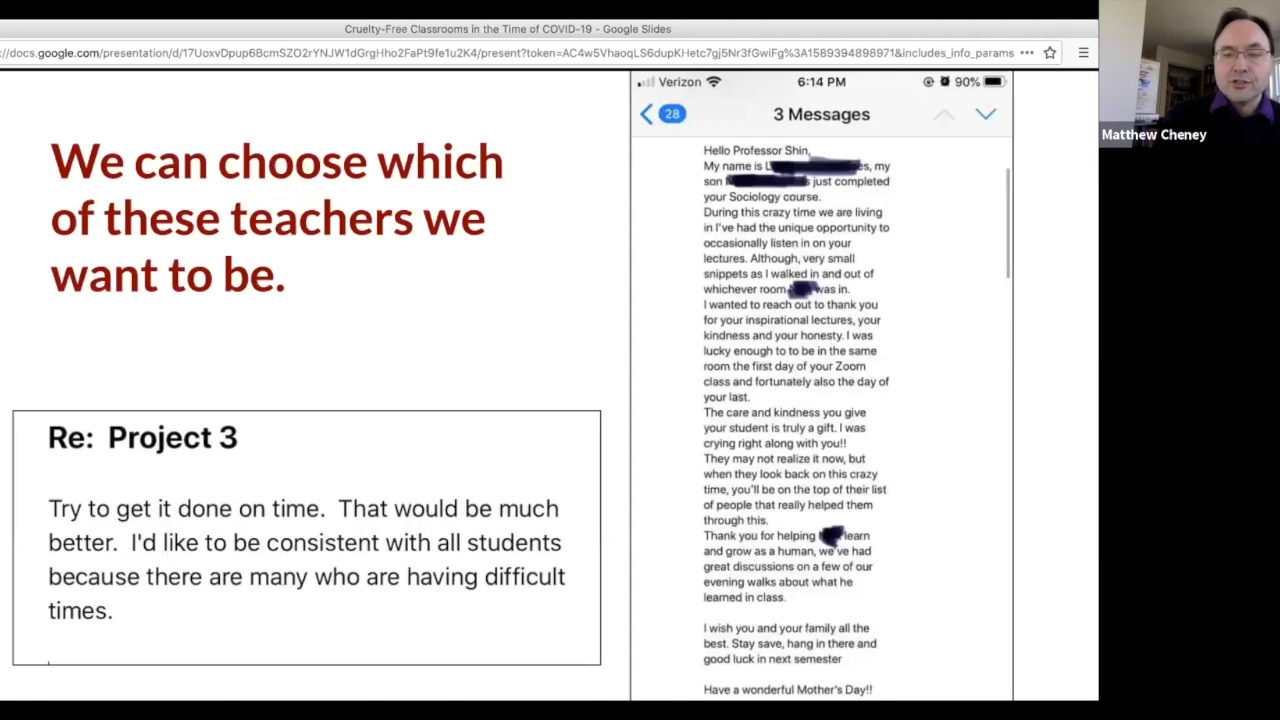 Cruelty-Free Classrooms in the Time of COVID-19 - Google Slides
://docs.google.com/presentation/d/17UoxvDpup6BcmSZO2rYNJW1dGrgHho2FaPt9fe1u2K4/present?token=AC4w5VhaoqLS6dupKHetc7gj5Nr3fGwiFg%3A1589394898971&includes_info_params
We can choose which
of these teachers we
want to be.
Re: Project 3
Try to get it done on time. That would be much
better. I'd like to be consistent with all students
because there are many who are having difficult
times.
Verizon 6:14 PM 90%
28 3 Messages
Hello Professor Shin,
My name is my
son just completed
your Sociology course.
During this crazy time we are living
in I've had the unique opportunity to
occasionally listen in on your
lectures. Although, very small
snippets as I walked in and out of
whichever room was in.
I wanted to reach out to thank you
for your inspirational lectures, your
kindness and your honesty. I was
lucky enough to to be in the same
room the first day of your Zoom
class and fortunately also the day of
your last.
The care and kindness you give
your student is truly a gift. I was
crying right along with you!!
They may not realize it now, but
when they look back on this crazy
time, you'll be on the top of their list
of people that really helped them
through this.
Thank you for helping learn
and grow as a human, we've had
great discussions on a few of our
evening walks about what he
learned in class.
I wish you and your family all the
best. Stay save, hang in there and
good luck in next semester
Have a wonderful Mother's Day!!
Matthew Cheney